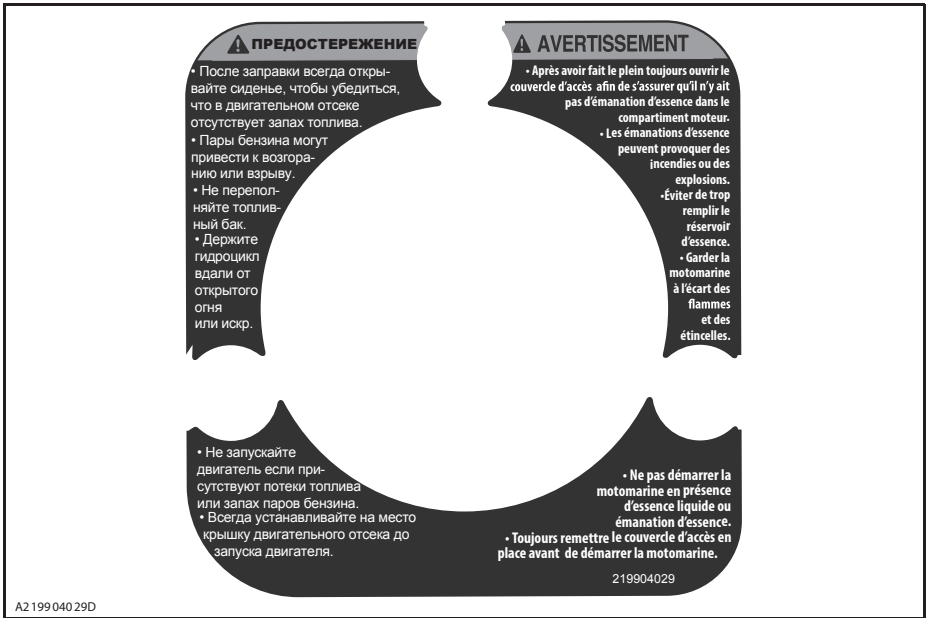 ПРЕДОСТЕРЕЖЕНИЕ
• После заправки всегда откры-
вайте сиденье, чтобы убедиться,
что в двигательном отсеке
отсутствует запах топлива.
• Пары бензина могут
привести к возгора-
нию или взрыву.
• Не перепол-
няйте топлив-
ный бак.
• Держите
гидроцикл
вдали от
открытого
огня
или искр.
• Не запускайте
двигатель если при-
сутствуют потеки топлива
или запах паров бензина.
• Всегда устанавливайте на место
крышку двигательного отсека до
запуска двигателя.
AVERTISSEMENT
• Après avoir fait le plein toujours ouvrir le
couvercle d'accès afin de s'assurer qu'il n'y ait
pas d'émanation d'essence dans le
compartiment moteur.
• Les émanations d'essence
peuvent provoquer des
incendies ou des
explosions.
•Éviter de trop
remplir le
réservoir
d'essence.
• Garder la
motomarine
à l'écart des
flammes
et des
étincelles.
• Ne pas démarrer la
motomarine en présence
d'essence liquide ou
émanation d'essence.
• Toujours remettre le couvercle d'accès en
place avant de démarrer la motomarine.
219904029
A219904029D